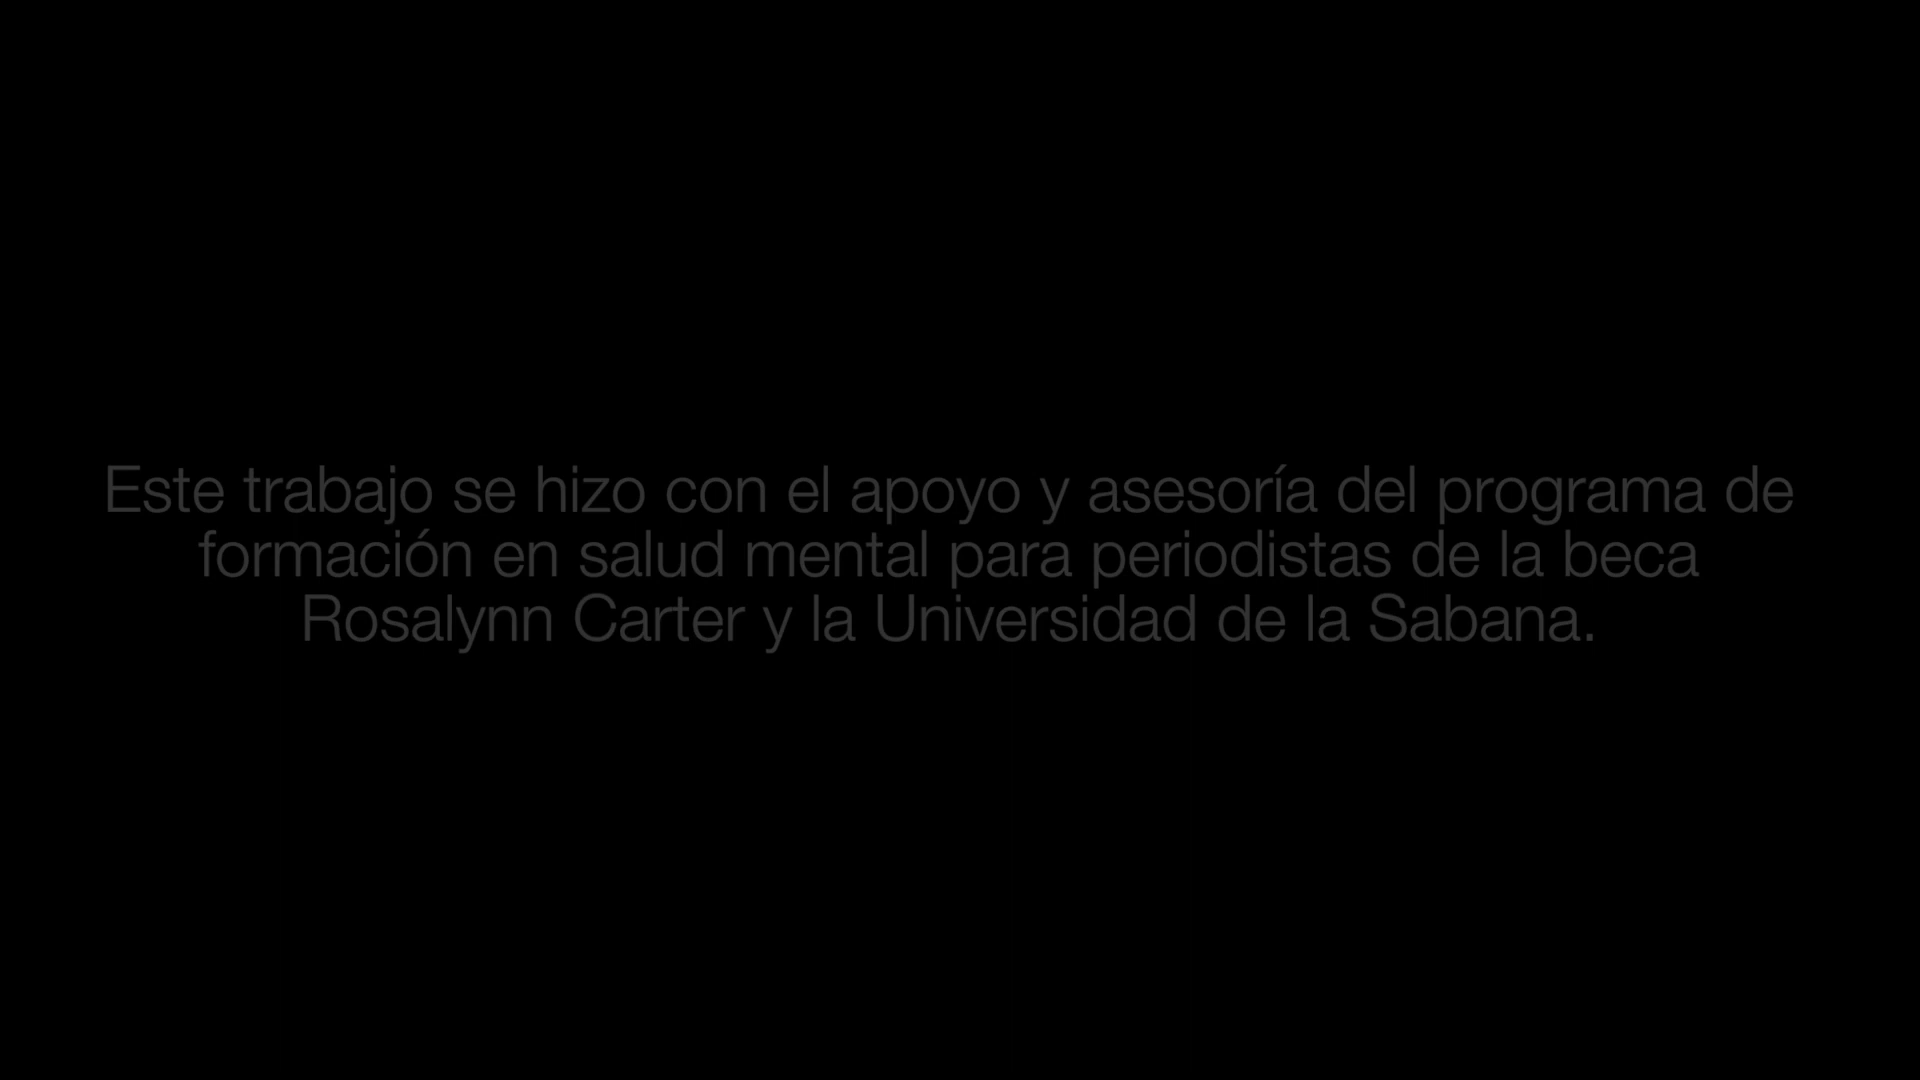 Este trabajo se hizo con el apoyo y asesoría del programa de
formación en salud mental para periodistas de la beca
Rosalynn Carter y la Universidad de la Sabana.